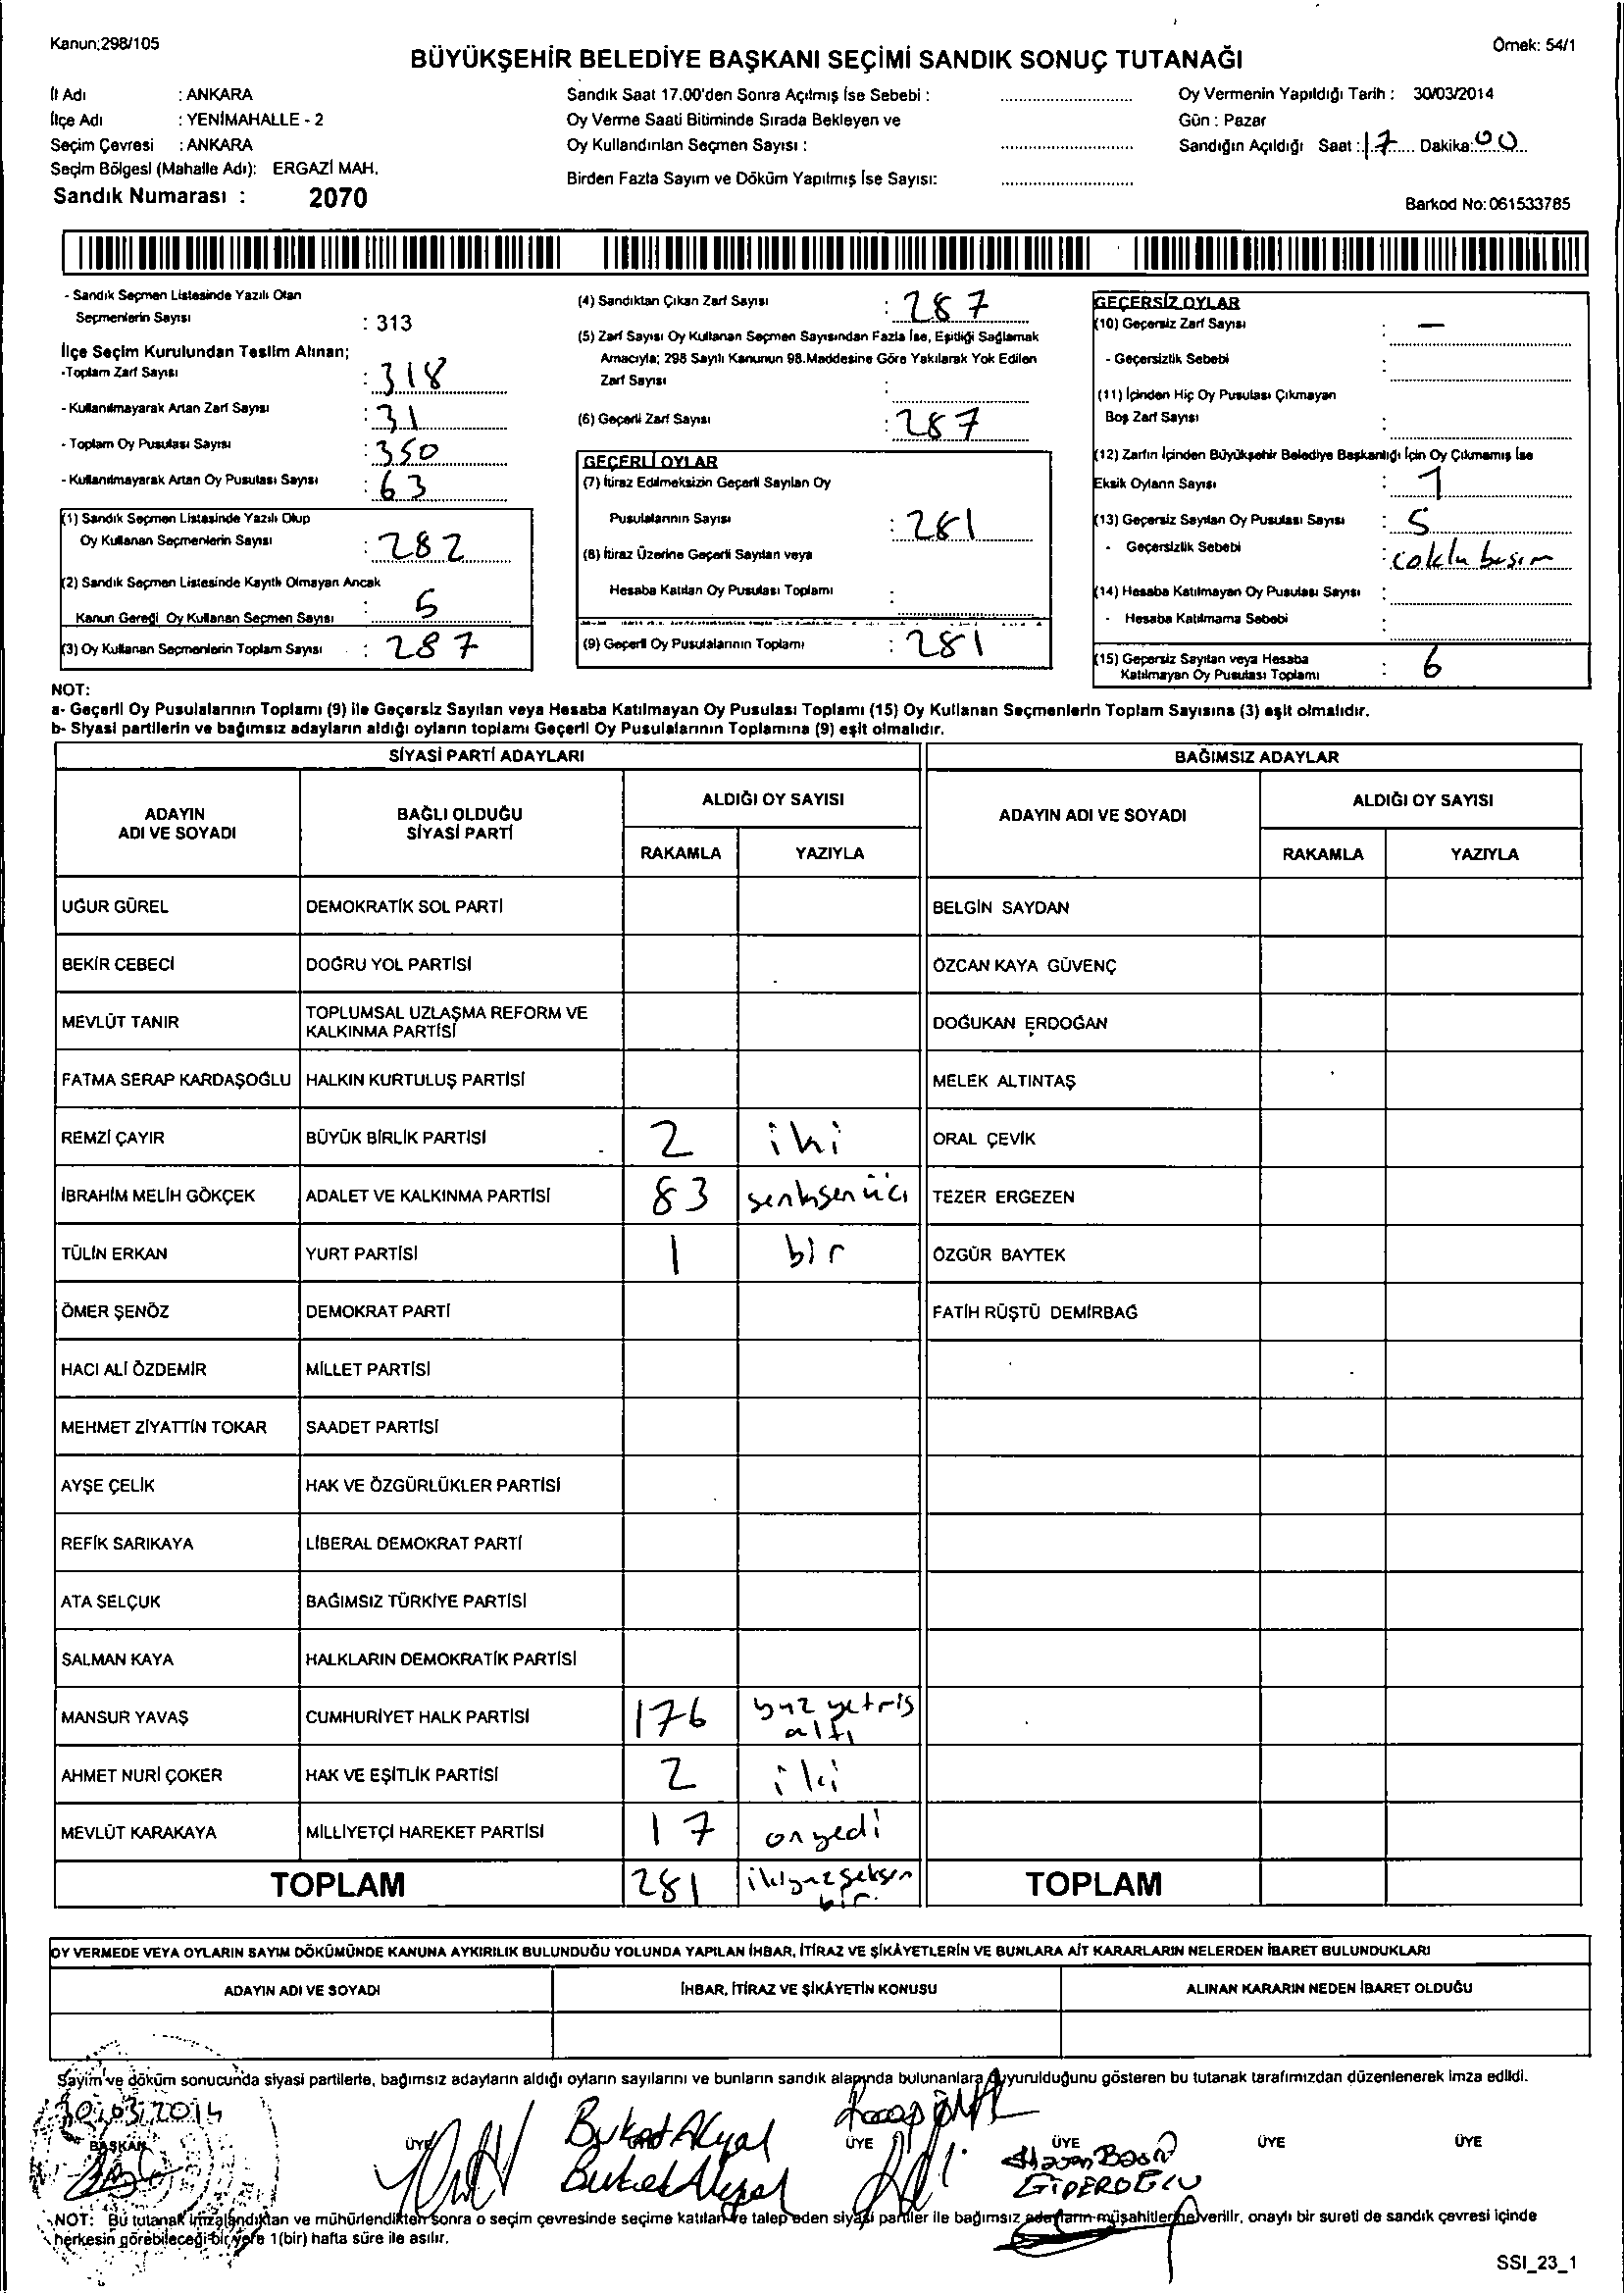 Kanun;298/105
Örnek: 54/1
BÜYÜKŞEHİR BELEDİYE BAŞKANI SEÇİMİ SANDIK SONUÇ TUTANAĞI
İl Adı : ANKARA
İlçe Adı : YENİMAHALLE - 2
Seçim Çevresi : ANKARA
Seçim Bölgesi (Mahalle Adı): ERGAZİ MAH.
Sandık Numarası : 2070
Sandık Saat 17.00'den Sonra Açılmış İse Sebebi :
Oy Verme Saati Bitiminde Sırada Bekleyen ve
Oy Kullandırılan Seçmen Sayısı :
Birden Fazla Sayım ve Döküm Yapılmış İse Sayısı:
Oy Vermenin Yapıldığı Tarih : 30/03/2014
Gün : Pazar
Sandığın Açıldığı Saat : 17 Dakika: 00
Barkod No: 061533785
- Sandık Seçmen Listesinde Yazılı Olan
Seçmenlerin Sayısı : 313
İlçe Seçim Kurulundan Teslim Alınan;
-Toplam Zarf Sayısı : 318
- Kullanılmayarak Artan Zarf Sayısı : 31
- Toplam Oy Pusulası Sayısı : 350
- Kullanılmayarak Artan Oy Pusulası Sayısı : 63
(1) Sandık Seçmen Listesinde Yazılı Olup
Oy Kullanan Seçmenlerin Sayısı : 282
(2) Sandık Seçmen Listesinde Kayıtlı Olmayan Ancak
Kanun Gereği Oy Kullanan Seçmen Sayısı : 5
(3) Oy Kullanan Seçmenlerin Toplam Sayısı : 287
(4) Sandıktan Çıkan Zarf Sayısı : 287
(5) Zarf Sayısı Oy Kullanan Seçmen Sayısından Fazla İse, Eşitliği Sağlamak
Amacıyla; 298 Sayılı Kanunun 98.Maddesine Göre Yakılarak Yok Edilen
Zarf Sayısı :
(6) Geçerli Zarf Sayısı : 287
GEÇERLİ OYLAR
(7) İtiraz Edilmeksizin Geçerli Sayılan Oy
Pusulalarının Sayısı : 281
(8) İtiraz Üzerine Geçerli Sayılan veya
Hesaba Katılan Oy Pusulası Toplamı :
(9) Geçerli Oy Pusulalarının Toplamı : 281
GEÇERSİZ OYLAR
(10) Geçersiz Zarf Sayısı : —
- Geçersizlik Sebebi :
(11) İçinden Hiç Oy Pusulası Çıkmayan
Boş Zarf Sayısı :
(12) Zarfın İçinden Büyükşehir Belediye Başkanlığı İçin Oy Çıkmamış İse
Eksik Oyların Sayısı : 1
(13) Geçersiz Sayılan Oy Pusulası Sayısı : 5
- Geçersizlik Sebebi : çoklu basım
(14) Hesaba Katılmayan Oy Pusulası Sayısı :
- Hesaba Katılmama Sebebi :
(15) Geçersiz Sayılan veya Hesaba
Katılmayan Oy Pusulası Toplamı : 6
NOT:
a- Geçerli Oy Pusulalarının Toplamı (9) ile Geçersiz Sayılan veya Hesaba Katılmayan Oy Pusulası Toplamı (15) Oy Kullanan Seçmenlerin Toplam Sayısına (3) eşit olmalıdır.
b- Siyasi partilerin ve bağımsız adayların aldığı oyların toplamı Geçerli Oy Pusulalarının Toplamına (9) eşit olmalıdır.
SİYASİ PARTİ ADAYLARI BAĞIMSIZ ADAYLAR
ADAYIN
ADI VE SOYADI
BAĞLI OLDUĞU
SİYASİ PARTİ
ALDIĞI OY SAYISI
RAKAMLA YAZIYLA
ADAYIN ADI VE SOYADI
ALDIĞI OY SAYISI
RAKAMLA YAZIYLA
UĞUR GÜREL DEMOKRATİK SOL PARTİ BELGİN SAYDAN
BEKİR CEBECİ DOĞRU YOL PARTİSİ ÖZCAN KAYA GÜVENÇ
MEVLÜT TANIR TOPLUMSAL UZLAŞMA REFORM VE
KALKINMA PARTİSİ DOĞUKAN ERDOĞAN
FATMA SERAP KARDAŞOĞLU HALKIN KURTULUŞ PARTİSİ MELEK ALTINTAŞ
REMZİ ÇAYIR BÜYÜK BİRLİK PARTİSİ 2 iki ORAL ÇEVİK
İBRAHİM MELİH GÖKÇEK ADALET VE KALKINMA PARTİSİ 83 TEZER ERGEZEN
TÜLİN ERKAN YURT PARTİSİ 1 bir ÖZGÜR BAYTEK
ÖMER ŞENÖZ DEMOKRAT PARTİ FATİH RÜŞTÜ DEMİRBAĞ
HACI ALİ ÖZDEMİR MİLLET PARTİSİ
MEHMET ZİYATTİN TOKAR SAADET PARTİSİ
AYŞE ÇELİK HAK VE ÖZGÜRLÜKLER PARTİSİ
REFİK SARIKAYA LİBERAL DEMOKRAT PARTİ
ATA SELÇUK BAĞIMSIZ TÜRKİYE PARTİSİ
SALMAN KAYA HALKLARIN DEMOKRATİK PARTİSİ
MANSUR YAVAŞ CUMHURİYET HALK PARTİSİ 176 yüz yetmiş
altı
AHMET NURİ ÇOKER HAK VE EŞİTLİK PARTİSİ 2 iki
MEVLÜT KARAKAYA MİLLİYETÇİ HAREKET PARTİSİ 17 onyedi
TOPLAM 281 ikiyüzseksen
bir. TOPLAM
OY VERMEDE VEYA OYLARIN SAYIM DÖKÜMÜNDE KANUNA AYKIRILIK BULUNDUĞU YOLUNDA YAPILAN İHBAR, İTİRAZ VE ŞİKÂYETLERİN VE BUNLARA AİT KARARLARIN NELERDEN İBARET BULUNDUKLARI
ADAYIN ADI VE SOYADI İHBAR, İTİRAZ VE ŞİKÂYETİN KONUSU ALINAN KARARIN NEDEN İBARET OLDUĞU
Sayım ve döküm sonucunda siyasi partilerle, bağımsız adayların aldığı oyların sayılarını ve bunların sandık alanında bulunanlara duyurulduğunu gösteren bu tutanak tarafımızdan düzenlenerek imza edildi.
30/03/2014
BAŞKAN ÜYE ÜYE ÜYE ÜYE ÜYE
Buket Akyol
Buket Akyol
Hasan Basri
GİDEROĞLU
NOT: Bu tutanak imzalandıktan ve mühürlendikten sonra o seçim çevresinde seçime katılan ve talep eden siyasi partiler ile bağımsız adayların müşahitlerine verilir, onaylı bir sureti de sandık çevresi içinde
herkesin görebileceği bir yere 1(bir) hafta süre ile asılır.
SSI_23_1